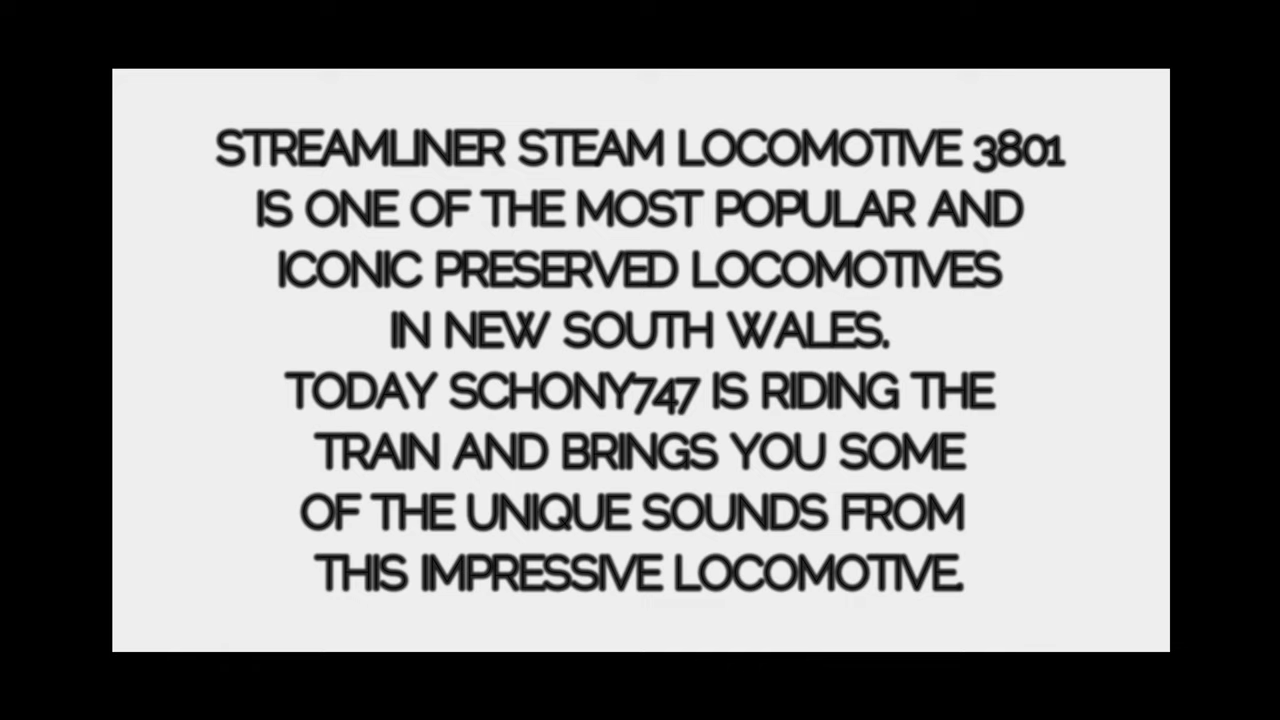 STREAMLINER STEAM LOCOMOTIVE 3801
IS ONE OF THE MOST POPULAR AND
ICONIC PRESERVED LOCOMOTIVES
IN NEW SOUTH WALES.
TODAY SCHONY747 IS RIDING THE
TRAIN AND BRINGS YOU SOME
OF THE UNIQUE SOUNDS FROM
THIS IMPRESSIVE LOCOMOTIVE.